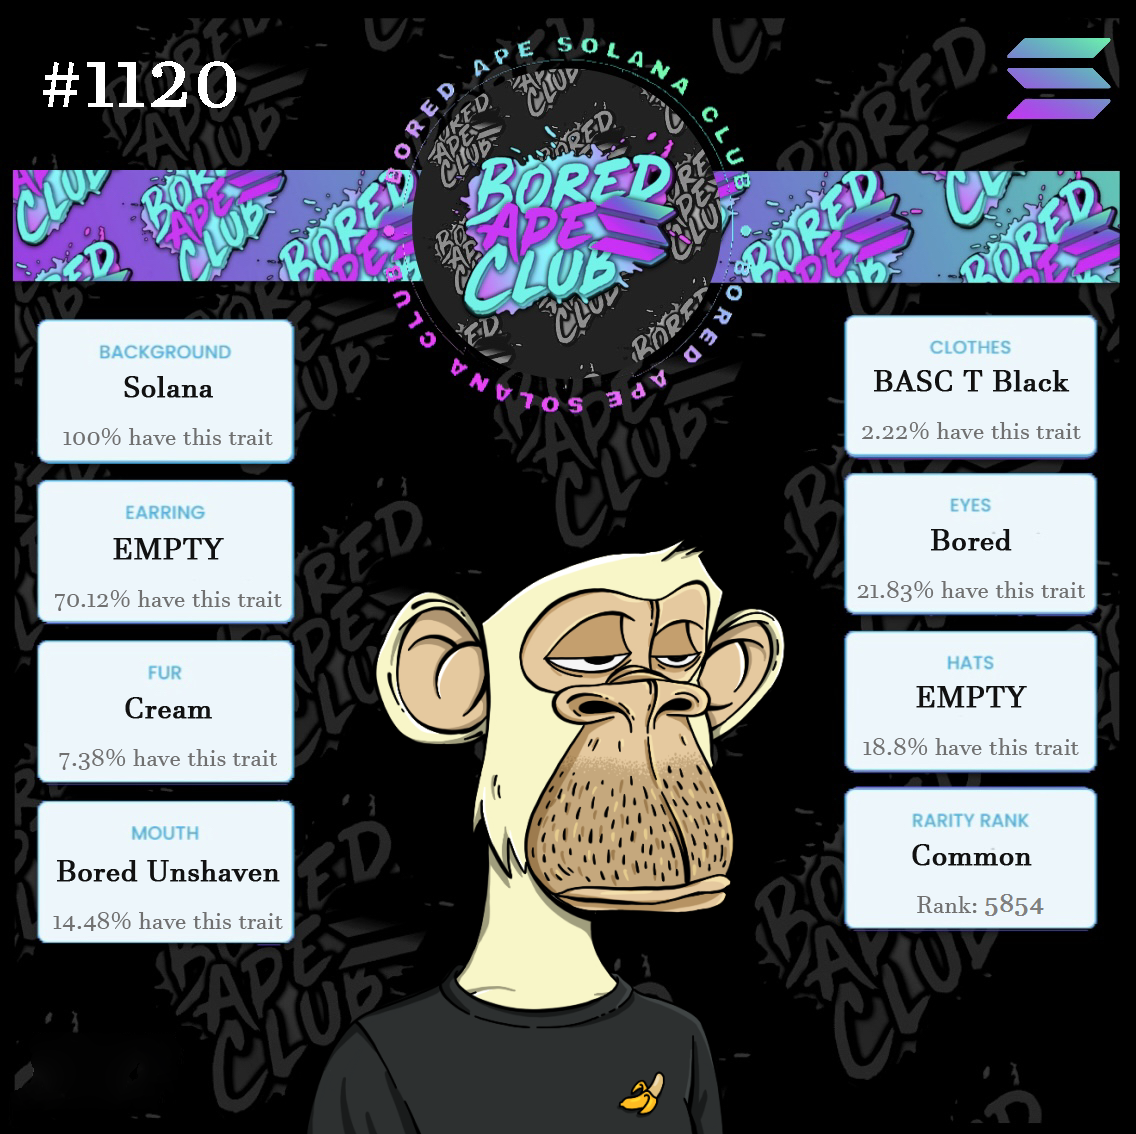 #1120
BORED APE SOLANA CLUB
BORED
APE
CLUB
BORED APE SOLANA CLUB
BACKGROUND
Solana
100% have this trait
EARRING
EMPTY
70.12% have this trait
FUR
Cream
7.38% have this trait
MOUTH
Bored Unshaven
14.48% have this trait
CLOTHES
BASC T Black
2.22% have this trait
EYES
Bored
21.83% have this trait
HATS
EMPTY
18.8% have this trait
RARITY RANK
Common
Rank: 5854